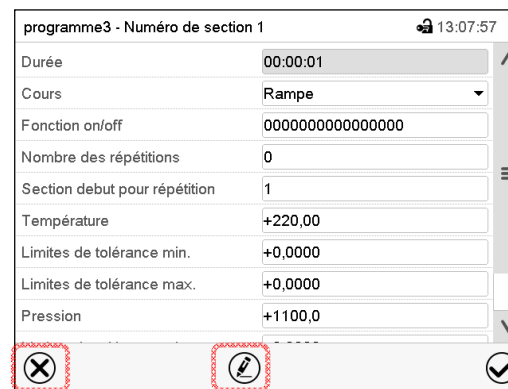 programme3 - Numéro de section 1 13:07:57
Durée 00:00:01
Cours Rampe
Fonction on/off 0000000000000000
Nombre des répétitions 0
Section debut pour répétition 1
Température +220,00
Limites de tolérance min. +0,0000
Limites de tolérance max. +0,0000
Pression +1100,0